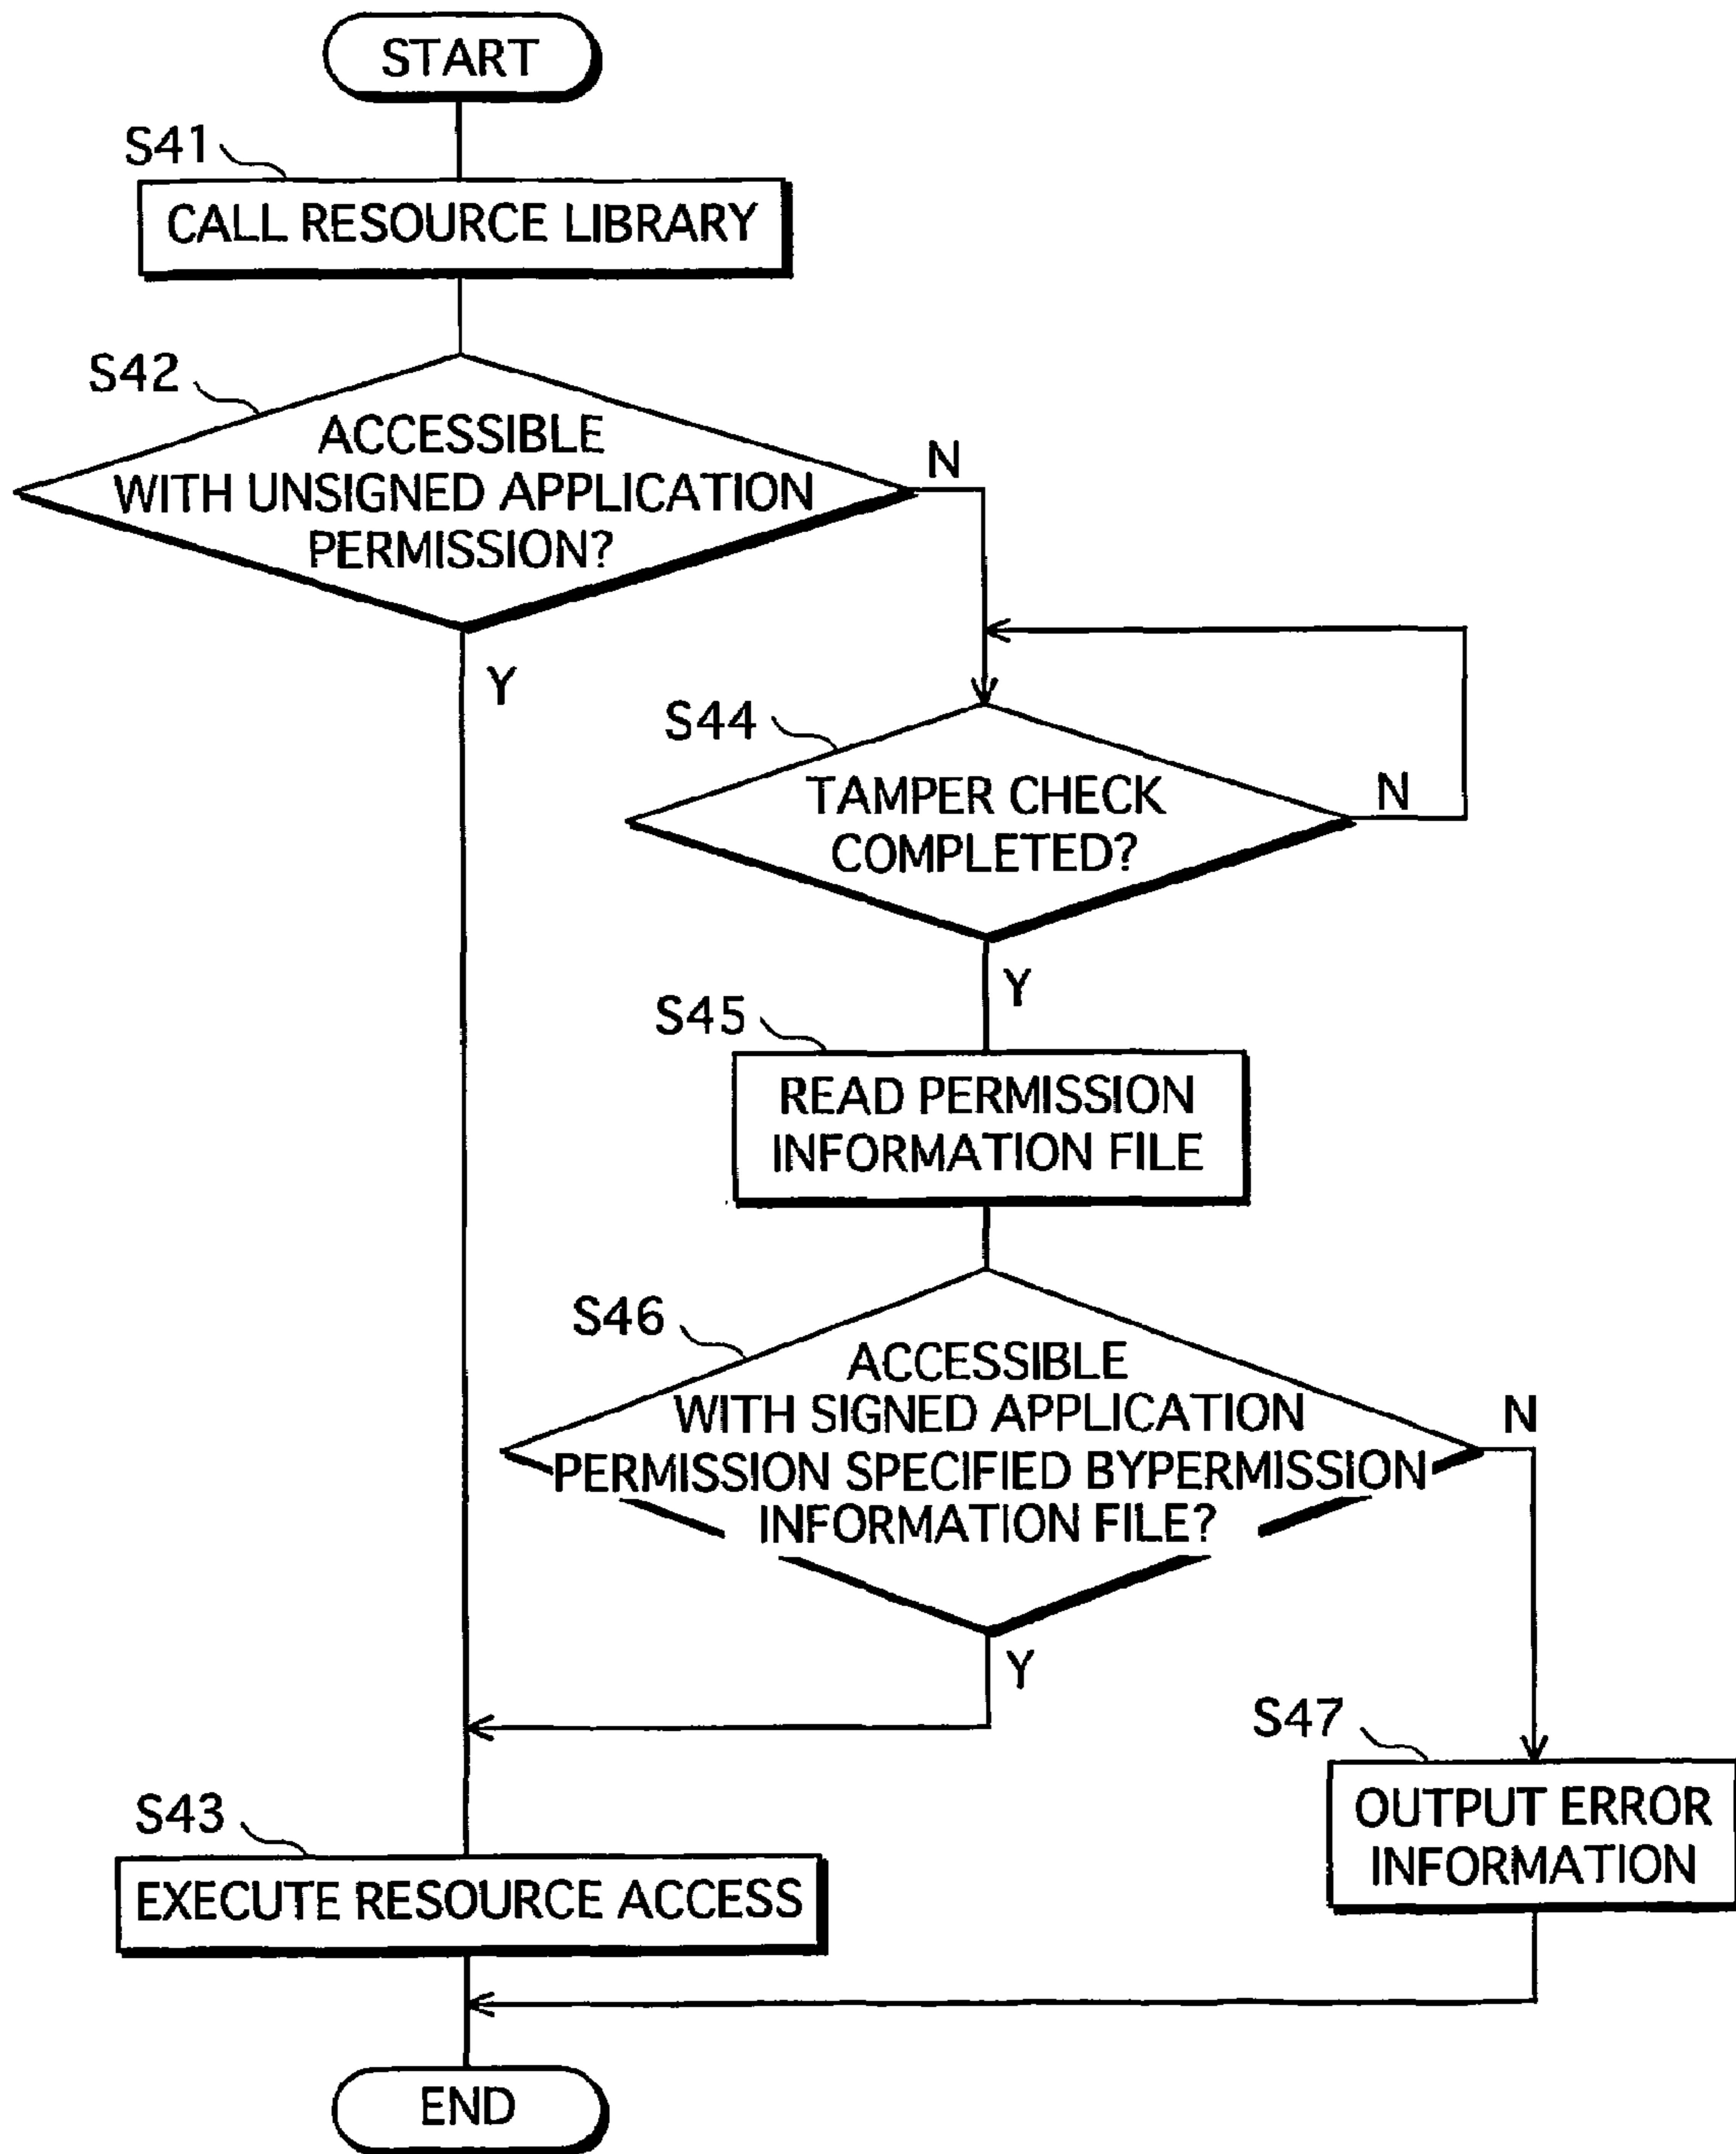 START
S41
CALL RESOURCE LIBRARY
S42
ACCESSIBLE
WITH UNSIGNED APPLICATION
PERMISSION?
N
Y
S44
TAMPER CHECK
COMPLETED?
N
Y
S45
READ PERMISSION
INFORMATION FILE
S46
ACCESSIBLE
WITH SIGNED APPLICATION
PERMISSION SPECIFIED BYPERMISSION
INFORMATION FILE?
N
Y
S47
OUTPUT ERROR
INFORMATION
S43
EXECUTE RESOURCE ACCESS
END